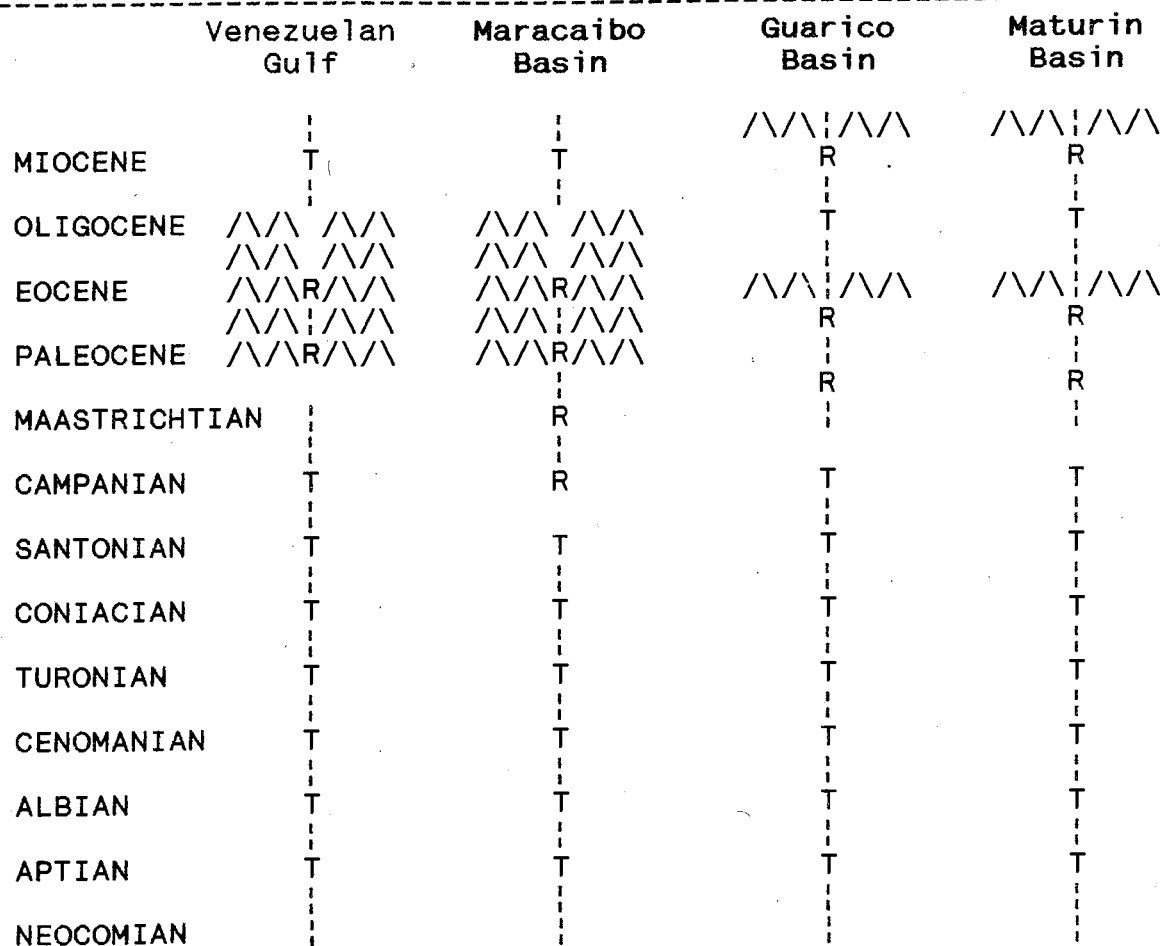 Venezuelan Maracaibo Guarico Maturin
Gulf Basin Basin Basin
/\/\¦/\/\ /\/\¦/\/\
MIOCENE T T R R
OLIGOCENE /\/\ /\/\ /\/\ /\/\ T T
/\/\ /\/\ /\/\ /\/\
EOCENE /\/\R/\/\ /\/\R/\/\ /\/\¦/\/\ /\/\¦/\/\
/\/\¦/\/\ /\/\¦/\/\ R R
PALEOCENE /\/\R/\/\ /\/\R/\/\
R R
MAASTRICHTIAN ¦ R ¦ ¦
CAMPANIAN T R T T
SANTONIAN T T T T
CONIACIAN T T T T
TURONIAN T T T T
CENOMANIAN T T T T
ALBIAN T T T T
APTIAN T T T T
NEOCOMIAN ¦ ¦ ¦ ¦